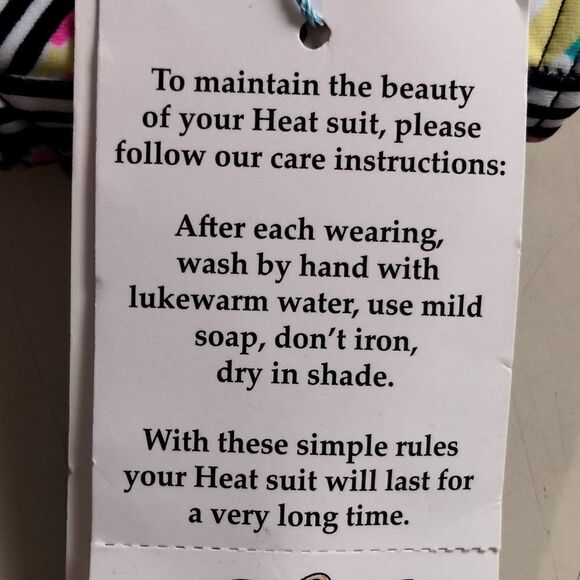 To maintain the beauty
of your Heat suit, please
follow our care instructions:
After each wearing,
wash by hand with
lukewarm water, use mild
soap, don't iron,
dry in shade.
With these simple rules
your Heat suit will last for
a very long time.